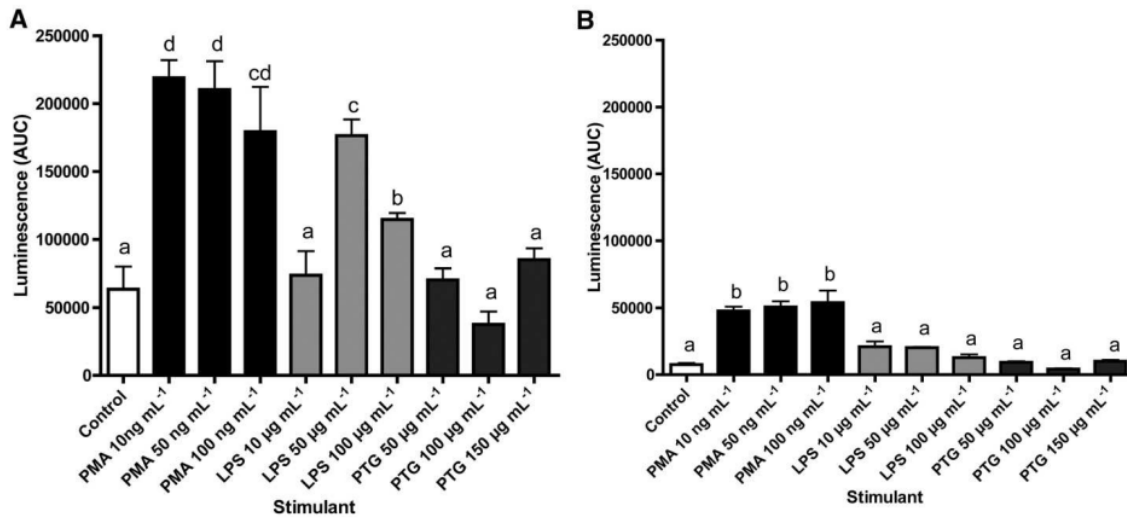 A
Luminescence (AUC)
250000
200000
150000
100000
50000
0
a
d
d
cd
a
c
b
a
a
a
Control
PMA 10ng mL⁻¹
PMA 50 ng mL⁻¹
PMA 100 ng mL⁻¹
LPS 10 µg mL⁻¹
LPS 50 µg mL⁻¹
LPS 100 µg mL⁻¹
PTG 50 µg mL⁻¹
PTG 100 µg mL⁻¹
PTG 150 µg mL⁻¹
Stimulant
B
Luminescence (AUC)
250000
200000
150000
100000
50000
0
a
b
b
b
a
a
a
a
a
a
Control
PMA 10 ng mL⁻¹
PMA 50 ng mL⁻¹
PMA 100 ng mL⁻¹
LPS 10 µg mL⁻¹
LPS 50 µg mL⁻¹
LPS 100 µg mL⁻¹
PTG 50 µg mL⁻¹
PTG 100 µg mL⁻¹
PTG 150 µg mL⁻¹
Stimulant